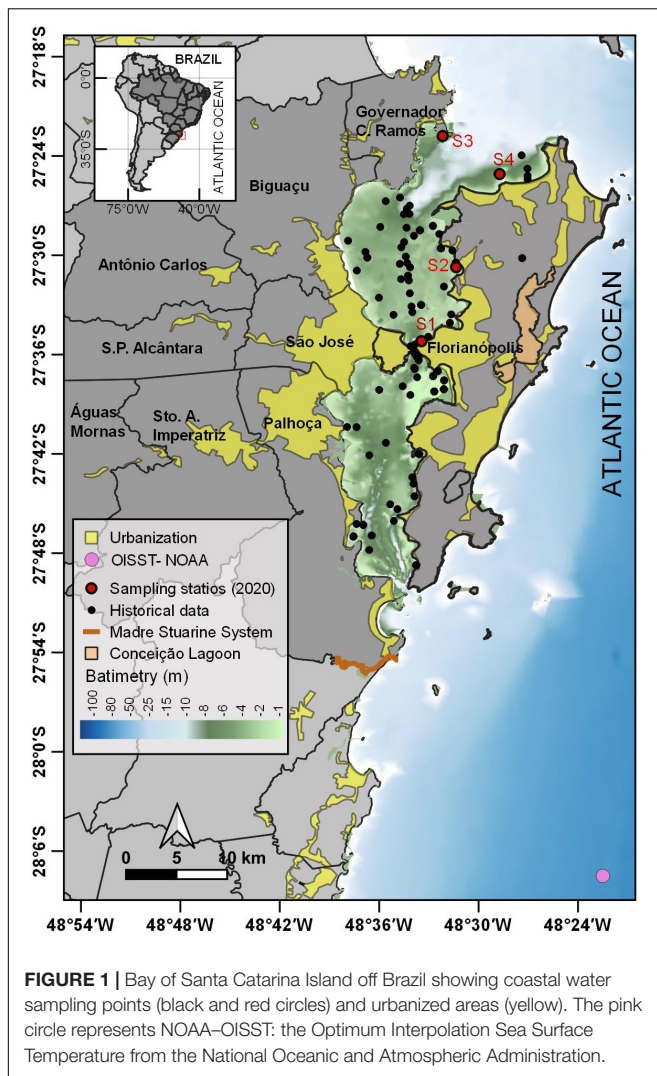 27°18'S
27°24'S
27°30'S
27°36'S
27°42'S
27°48'S
27°54'S
28°0'S
28°6'S
BRAZIL
0°0'
35°0'S
75°0'W
40°0'W
ATLANTIC OCEAN
Governador
C. Ramos
S3
S4
Biguaçu
S2
Antônio Carlos
S1
São José
Florianópolis
S.P. Alcântara
ATLANTIC OCEAN
Águas
Mornas
Sto. A.
Imperatriz
Palhoça
Urbanization
OISST- NOAA
Sampling statios (2020)
Historical data
Madre Stuarine System
Conceição Lagoon
Batimetry (m)
-100
-80
-50
-25
-15
-10
-8
-6
-4
-2
-1
0 5 10 km
48°54'W 48°48'W 48°42'W 48°36'W 48°30'W 48°24'W
FIGURE 1 | Bay of Santa Catarina Island off Brazil showing coastal water
sampling points (black and red circles) and urbanized areas (yellow). The pink
circle represents NOAA–OISST: the Optimum Interpolation Sea Surface
Temperature from the National Oceanic and Atmospheric Administration.